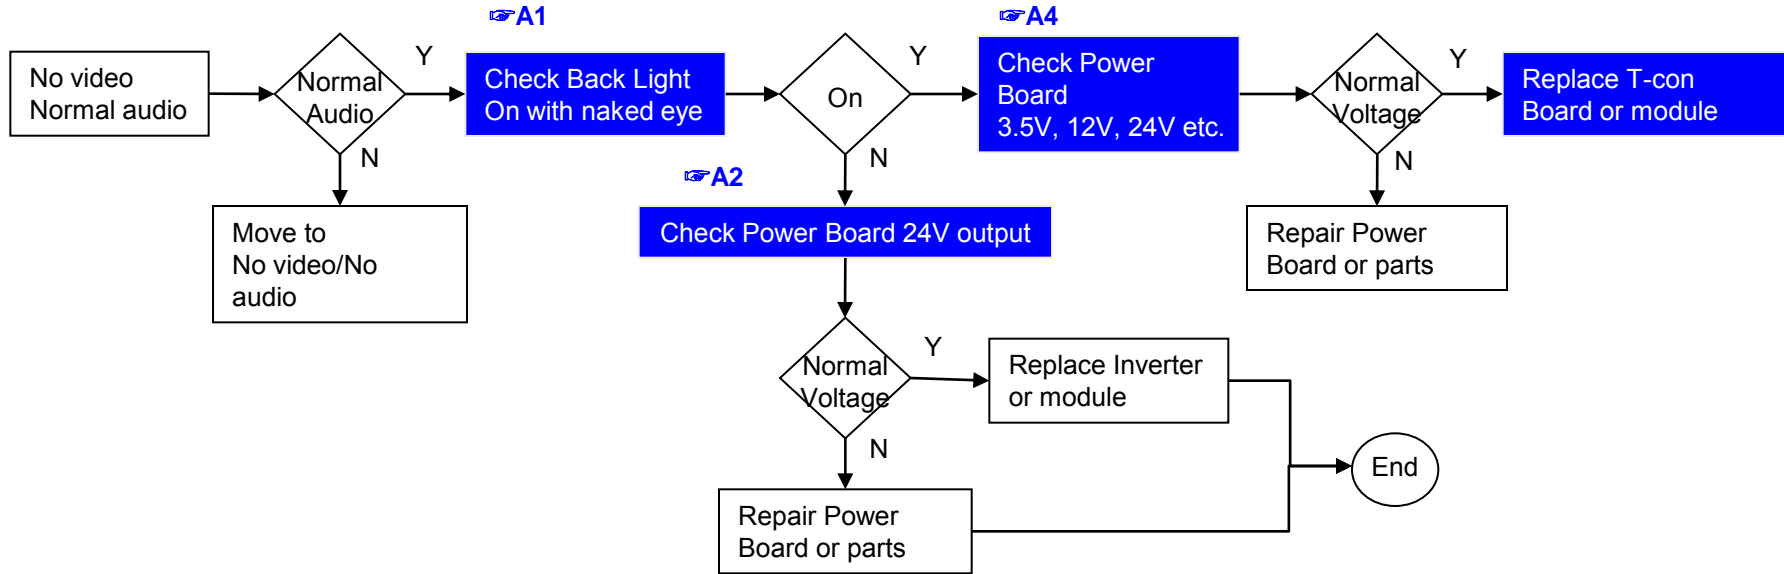 ☞A1
☞A4
No video
Normal audio
Normal
Audio
Y
N
Check Back Light
On with naked eye
On
Y
N
Check Power
Board
3.5V, 12V, 24V etc.
Normal
Voltage
Y
N
Replace T-con
Board or module
Move to
No video/No
audio
☞A2
Check Power Board 24V output
Repair Power
Board or parts
Normal
Voltage
Y
N
Replace Inverter
or module
Repair Power
Board or parts
End